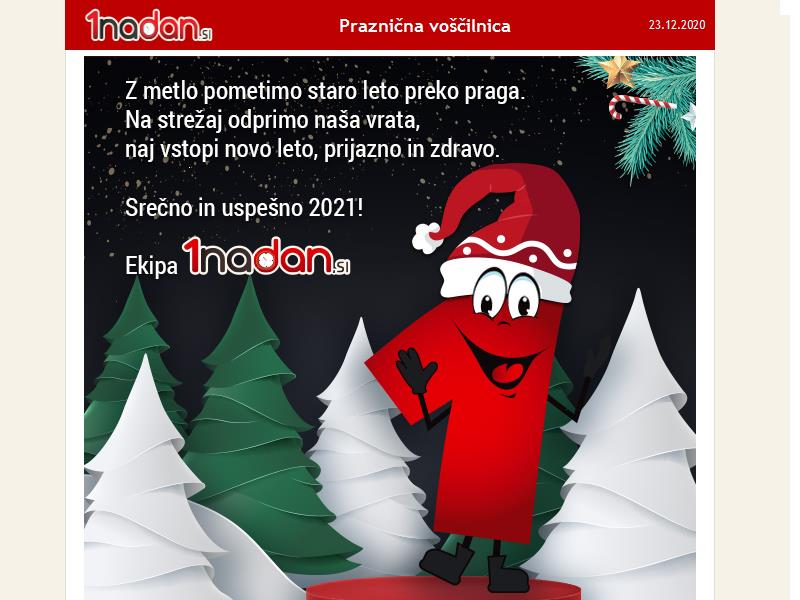 1nadan.si
Praznična voščilnica
23.12.2020
Z metlo pometimo staro leto preko praga.
Na strežaj odprimo naša vrata,
naj vstopi novo leto, prijazno in zdravo.
Srečno in uspešno 2021!
Ekipa 1nadan.si